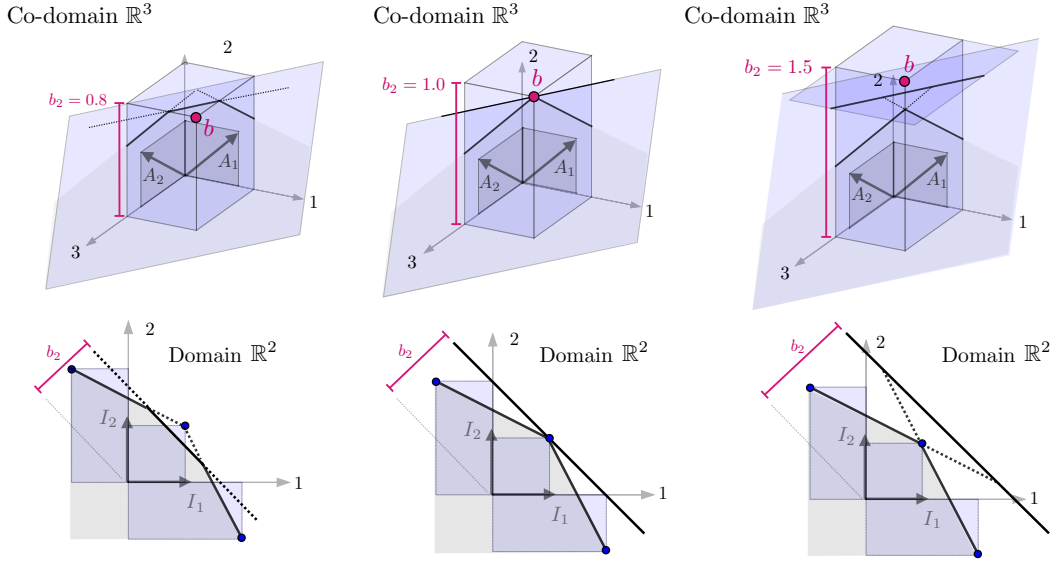 Co-domain ℝ³
Co-domain ℝ³
Co-domain ℝ³
2
b₂ = 0.8
b
A₁
A₂
1
3
2
b₂ = 1.0
b
A₁
A₂
1
3
2
b₂ = 1.5
b
A₁
A₂
1
3
2
b₂
Domain ℝ²
I₂
I₁
1
2
b₂
Domain ℝ²
I₂
I₁
1
2
b₂
Domain ℝ²
I₂
I₁
1